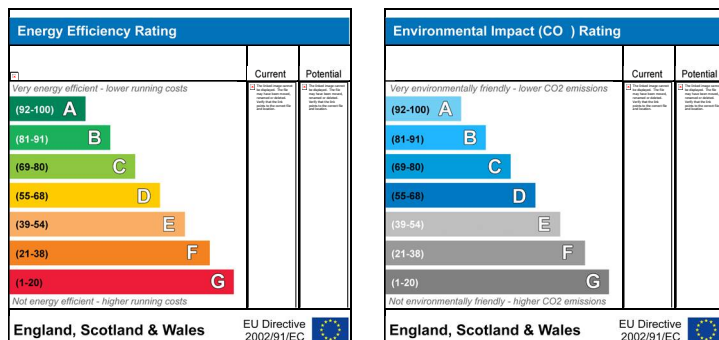 Energy Efficiency Rating
Current Potential
Very energy efficient - lower running costs
(92-100) A
(81-91) B
(69-80) C
(55-68) D
(39-54) E
(21-38) F
(1-20) G
Not energy efficient - higher running costs
England, Scotland & Wales
EU Directive
2002/91/EC
Environmental Impact (CO ) Rating
Current Potential
Very environmentally friendly - lower CO2 emissions
(92-100) A
(81-91) B
(69-80) C
(55-68) D
(39-54) E
(21-38) F
(1-20) G
Not environmentally friendly - higher CO2 emissions
England, Scotland & Wales
EU Directive
2002/91/EC